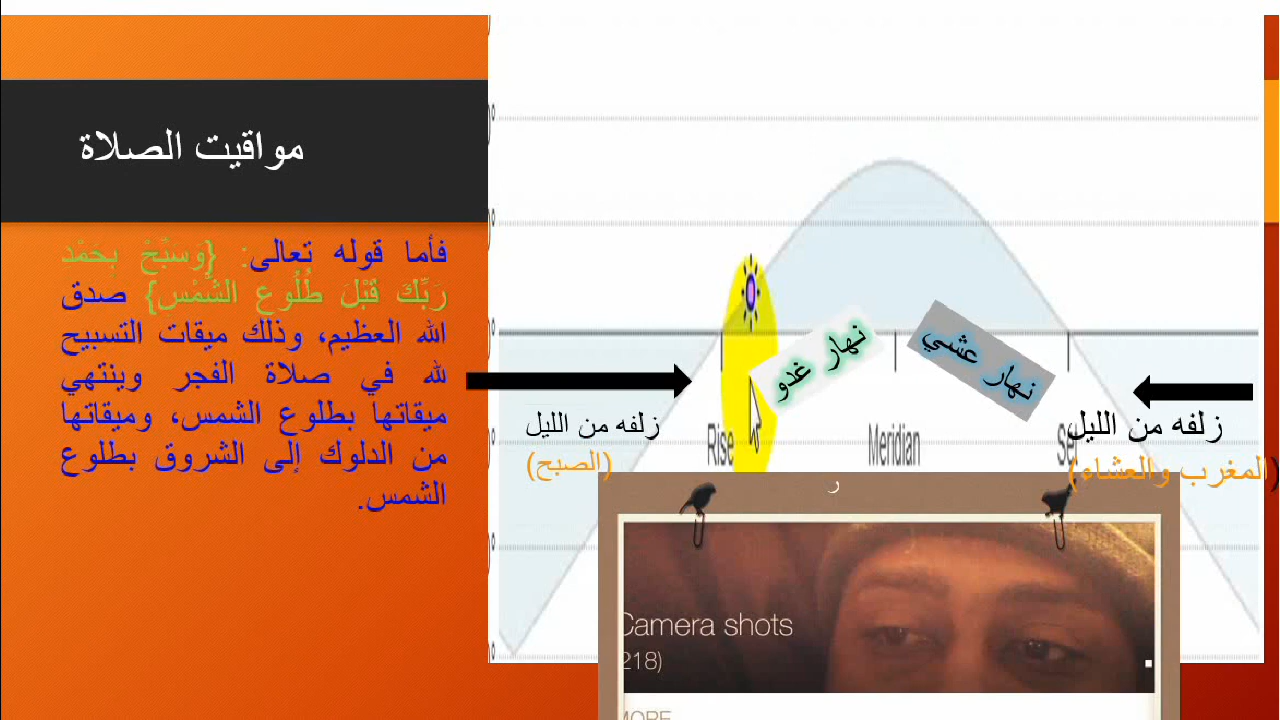 مواقيت الصلاة
فأما قوله تعالى: {وَسَبِّحْ بِحَمْدِ
رَبِّكَ قَبْلَ طُلُوعِ الشَّمْسِ} صدق
الله العظيم، وذلك ميقات التسبيح
لله في صلاة الفجر وينتهي
ميقاتها بطلوع الشمس، وميقاتها
من الدلوك إلى الشروق بطلوع
الشمس.
نهار غدو
نهار عشي
زلفه من الليل
(الصبح)
Rise
Meridian
Set
زلفه من الليل
(المغرب والعشاء)
ر
Camera shots
218)
MORE